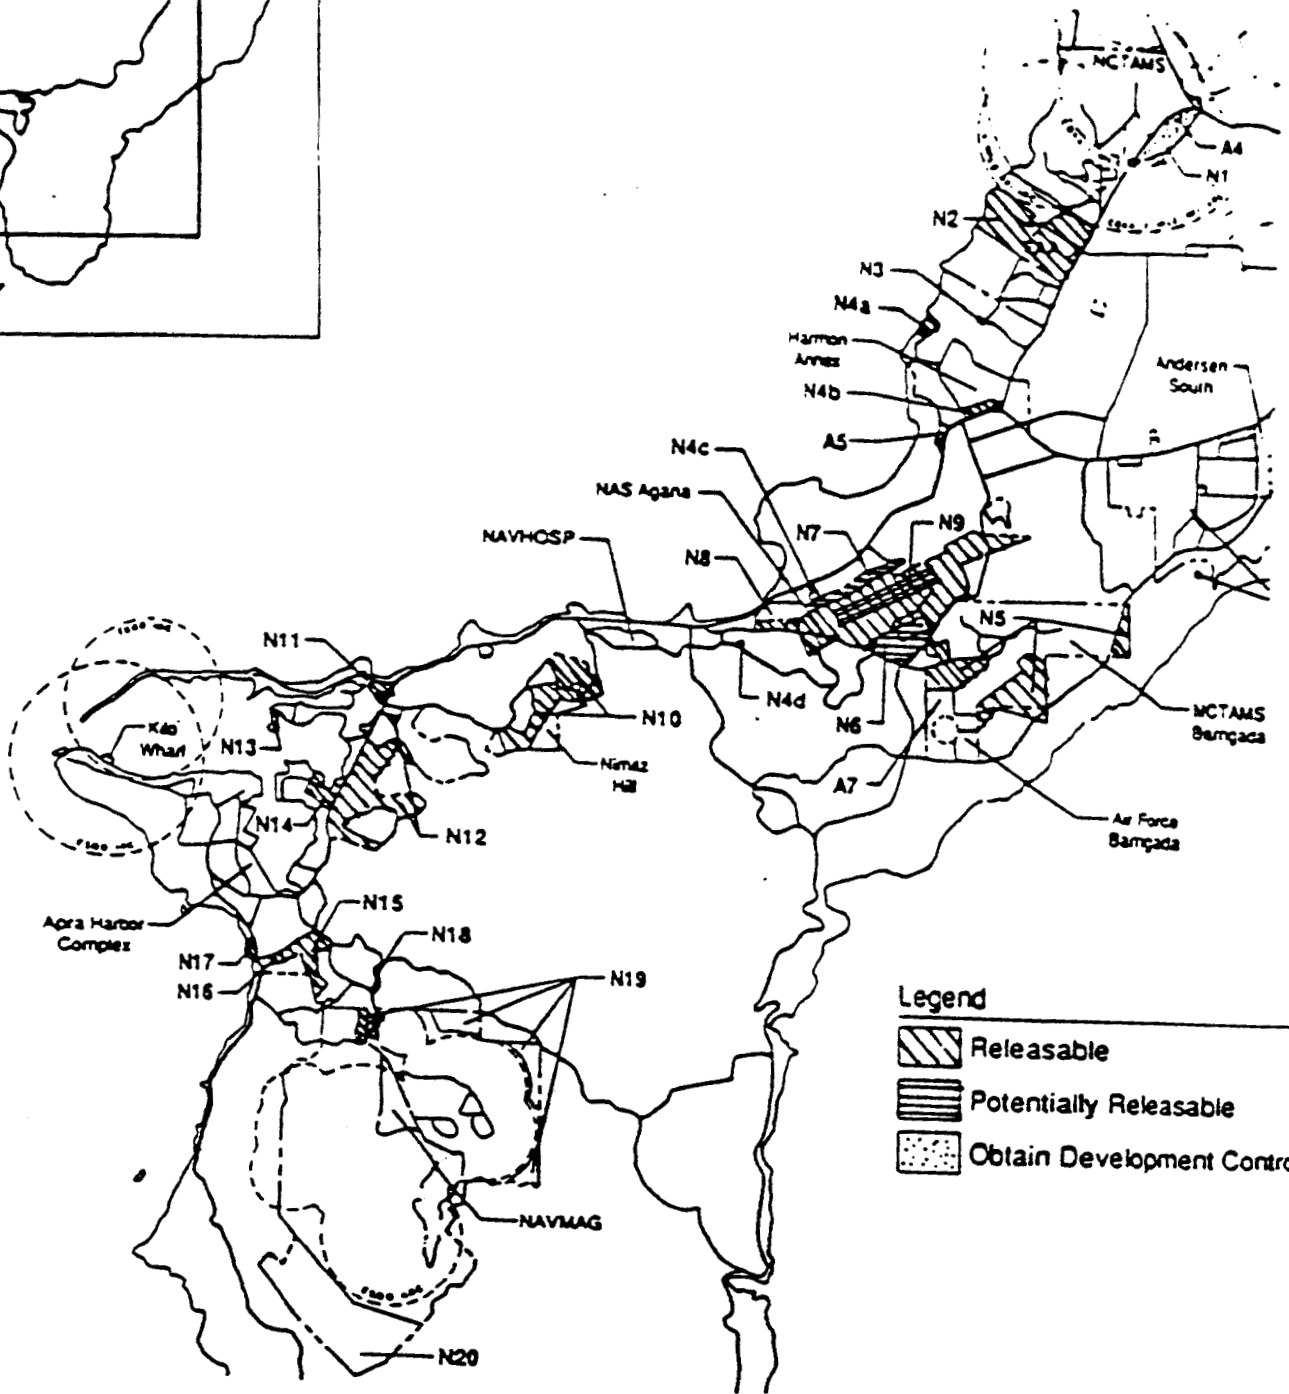 NCTAMS
A4
N1
N2
N3
N4a
Harmon
Annex
Andersen
South
N4b
A5
N4c
NAS Agana
N9
N7
NAVHOSP
N8
N5
N11
N4d
N10
N6
NCTAMS
Barrigada
Kilo
Wharf
N13
Nimitz
Hill
A7
N14
N12
Air Force
Barrigada
N15
Apra Harbor
Complex
N18
N17
N16
N19
Legend
Releasable
Potentially Releasable
Obtain Development Contro
NAVMAG
N20